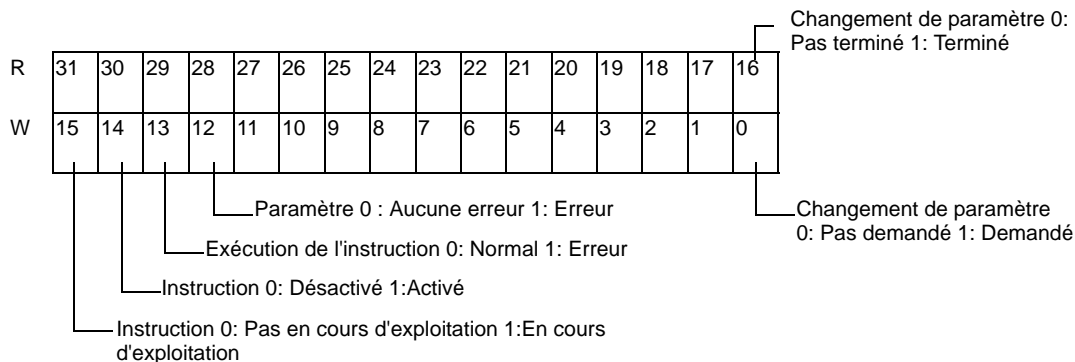 Changement de paramètre 0:
Pas terminé 1: Terminé
R 31 30 29 28 27 26 25 24 23 22 21 20 19 18 17 16
W 15 14 13 12 11 10 9 8 7 6 5 4 3 2 1 0
Paramètre 0 : Aucune erreur 1: Erreur
Changement de paramètre
0: Pas demandé 1: Demandé
Exécution de l'instruction 0: Normal 1: Erreur
Instruction 0: Désactivé 1:Activé
Instruction 0: Pas en cours d'exploitation 1:En cours
d'exploitation